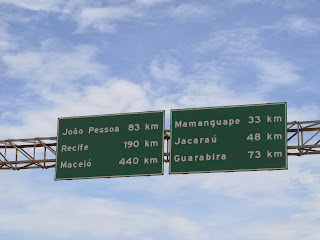 João Pessoa 83 km
Recife 190 km
Maceió 440 km
Mamanguape 33 km
Jacaraú 48 km
Guarabira 73 km